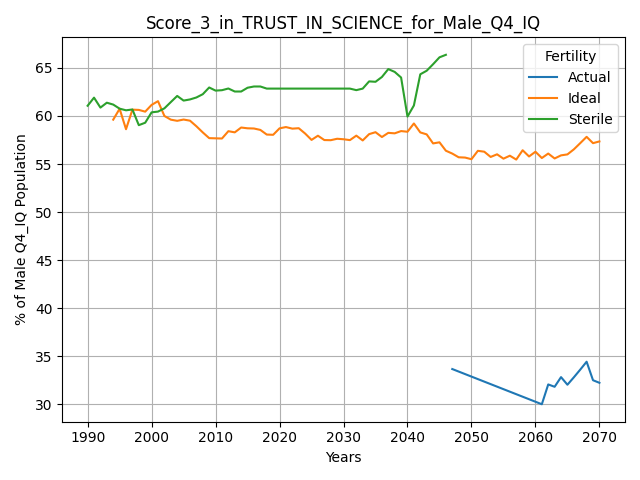 Score_3_in_TRUST_IN_SCIENCE_for_Male_Q4_IQ
Fertility
Actual
Ideal
Sterile
% of Male Q4_IQ Population
65
60
55
50
45
40
35
30
1990 2000 2010 2020 2030 2040 2050 2060 2070
Years